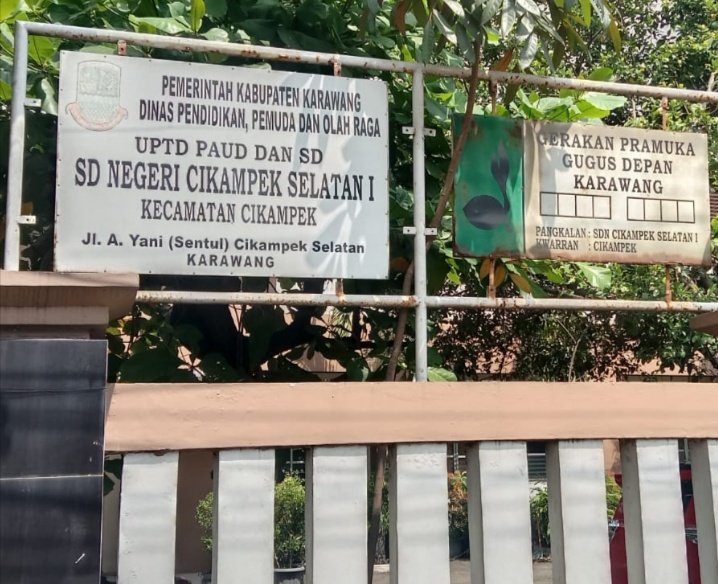 PEMERINTAH KABUPATEN KARAWANG
DINAS PENDIDIKAN, PEMUDA DAN OLAH RAGA
UPTD PAUD DAN SD
SD NEGERI CIKAMPEK SELATAN I
KECAMATAN CIKAMPEK
Jl. A. Yani (Sentul) Cikampek Selatan
KARAWANG
GERAKAN PRAMUKA
GUGUS DEPAN
KARAWANG
PANGKALAN : SDN CIKAMPEK SELATAN I
KWARRAN : CIKAMPEK